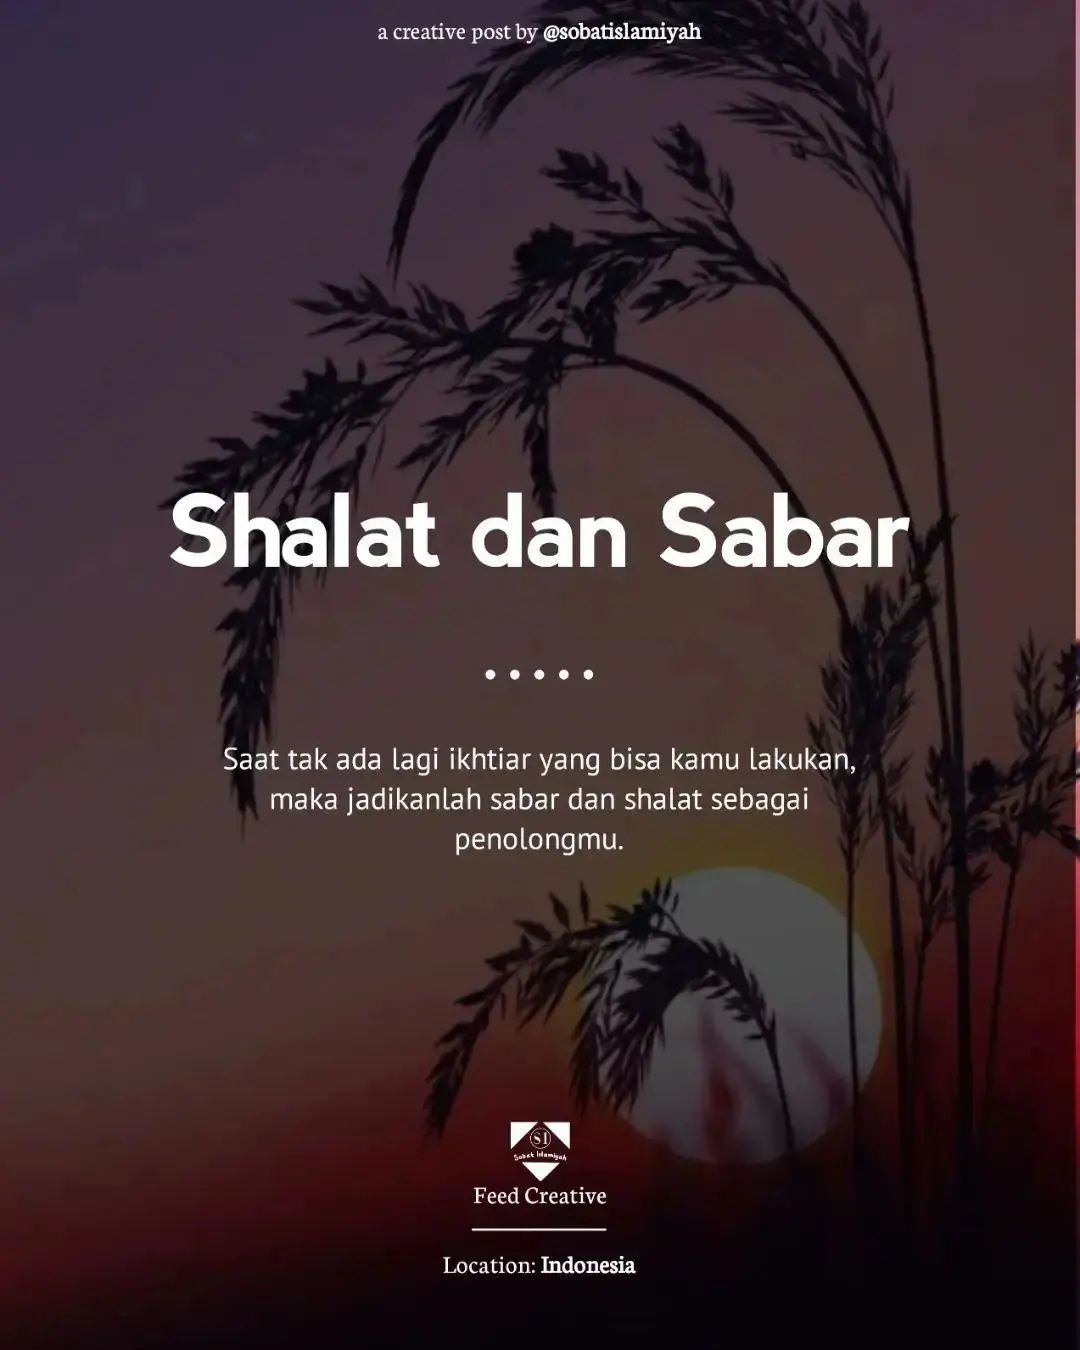 a creative post by @sobatislamiyah
Shalat dan Sabar
Saat tak ada lagi ikhtiar yang bisa kamu lakukan,
maka jadikanlah sabar dan shalat sebagai
penolongmu.
SI
Sobat Islamiyah
Feed Creative
Location: Indonesia